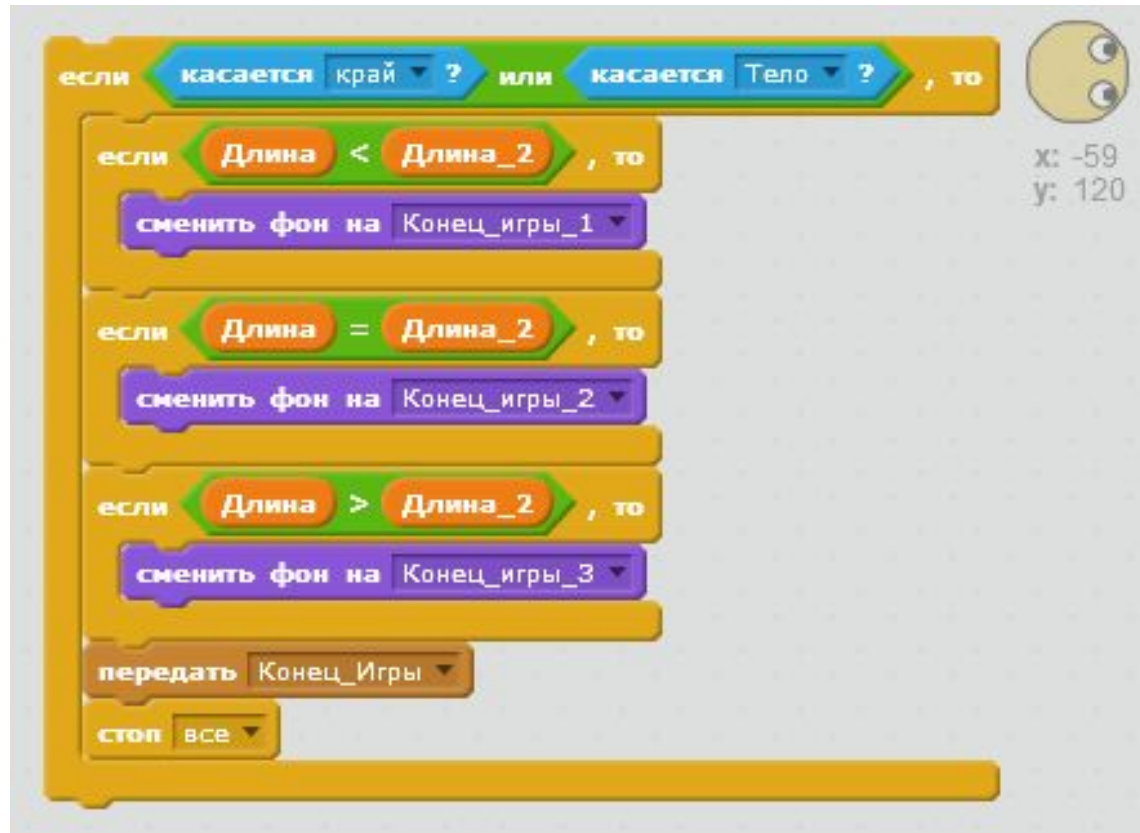 если касается край ? или касается Тело ? , то
если Длина < Длина_2 , то
сменить фон на Конец_игры_1
если Длина = Длина_2 , то
сменить фон на Конец_игры_2
если Длина > Длина_2 , то
сменить фон на Конец_игры_3
передать Конец_Игры
стоп все
x: -59
y: 120